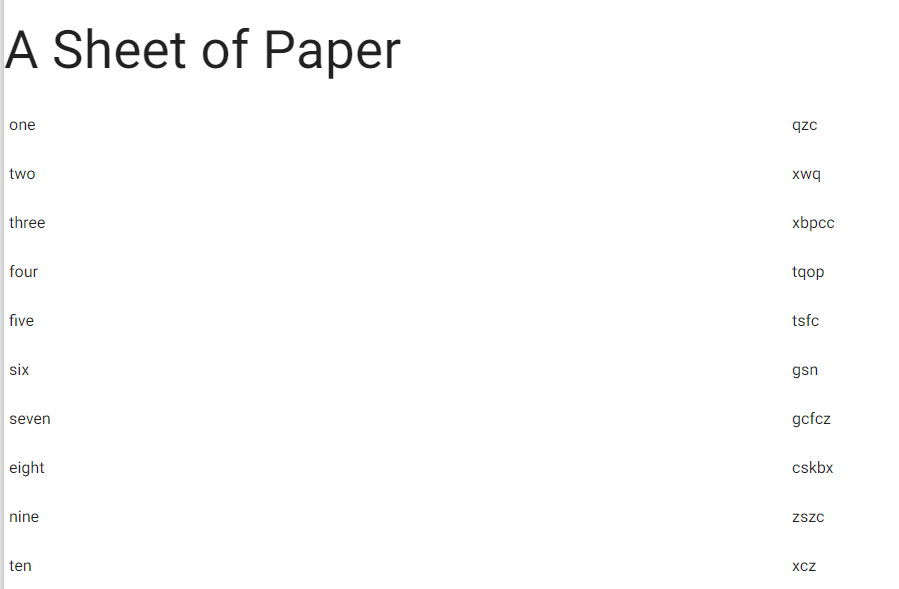 A Sheet of Paper
one qzc
two xwq
three xbpcc
four tqop
five tsfc
six gsn
seven gcfcz
eight cskbx
nine zszc
ten xcz